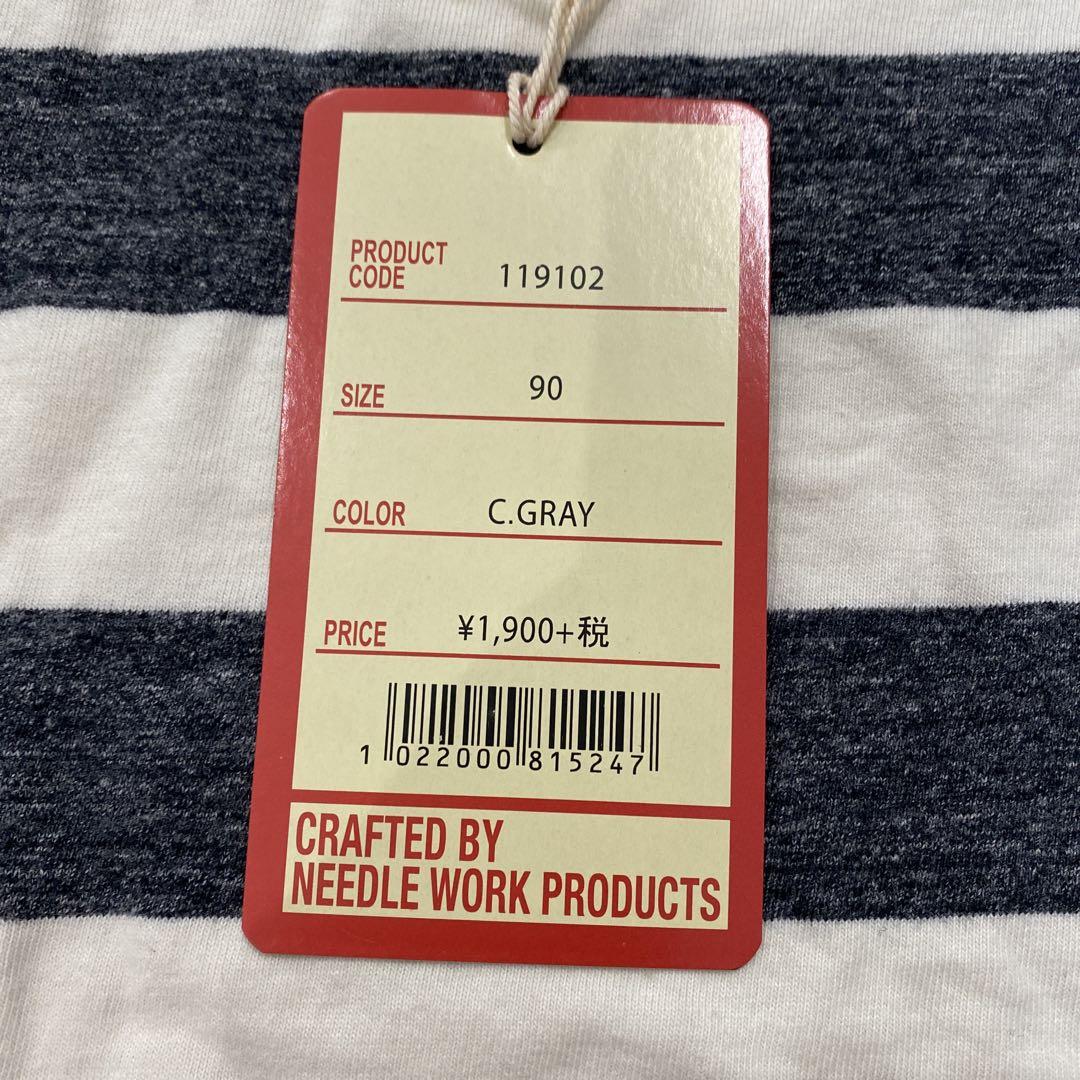 PRODUCT
CODE 119102
SIZE 90
COLOR C.GRAY
PRICE ¥1,900+税
1 022000 815247
CRAFTED BY
NEEDLE WORK PRODUCTS